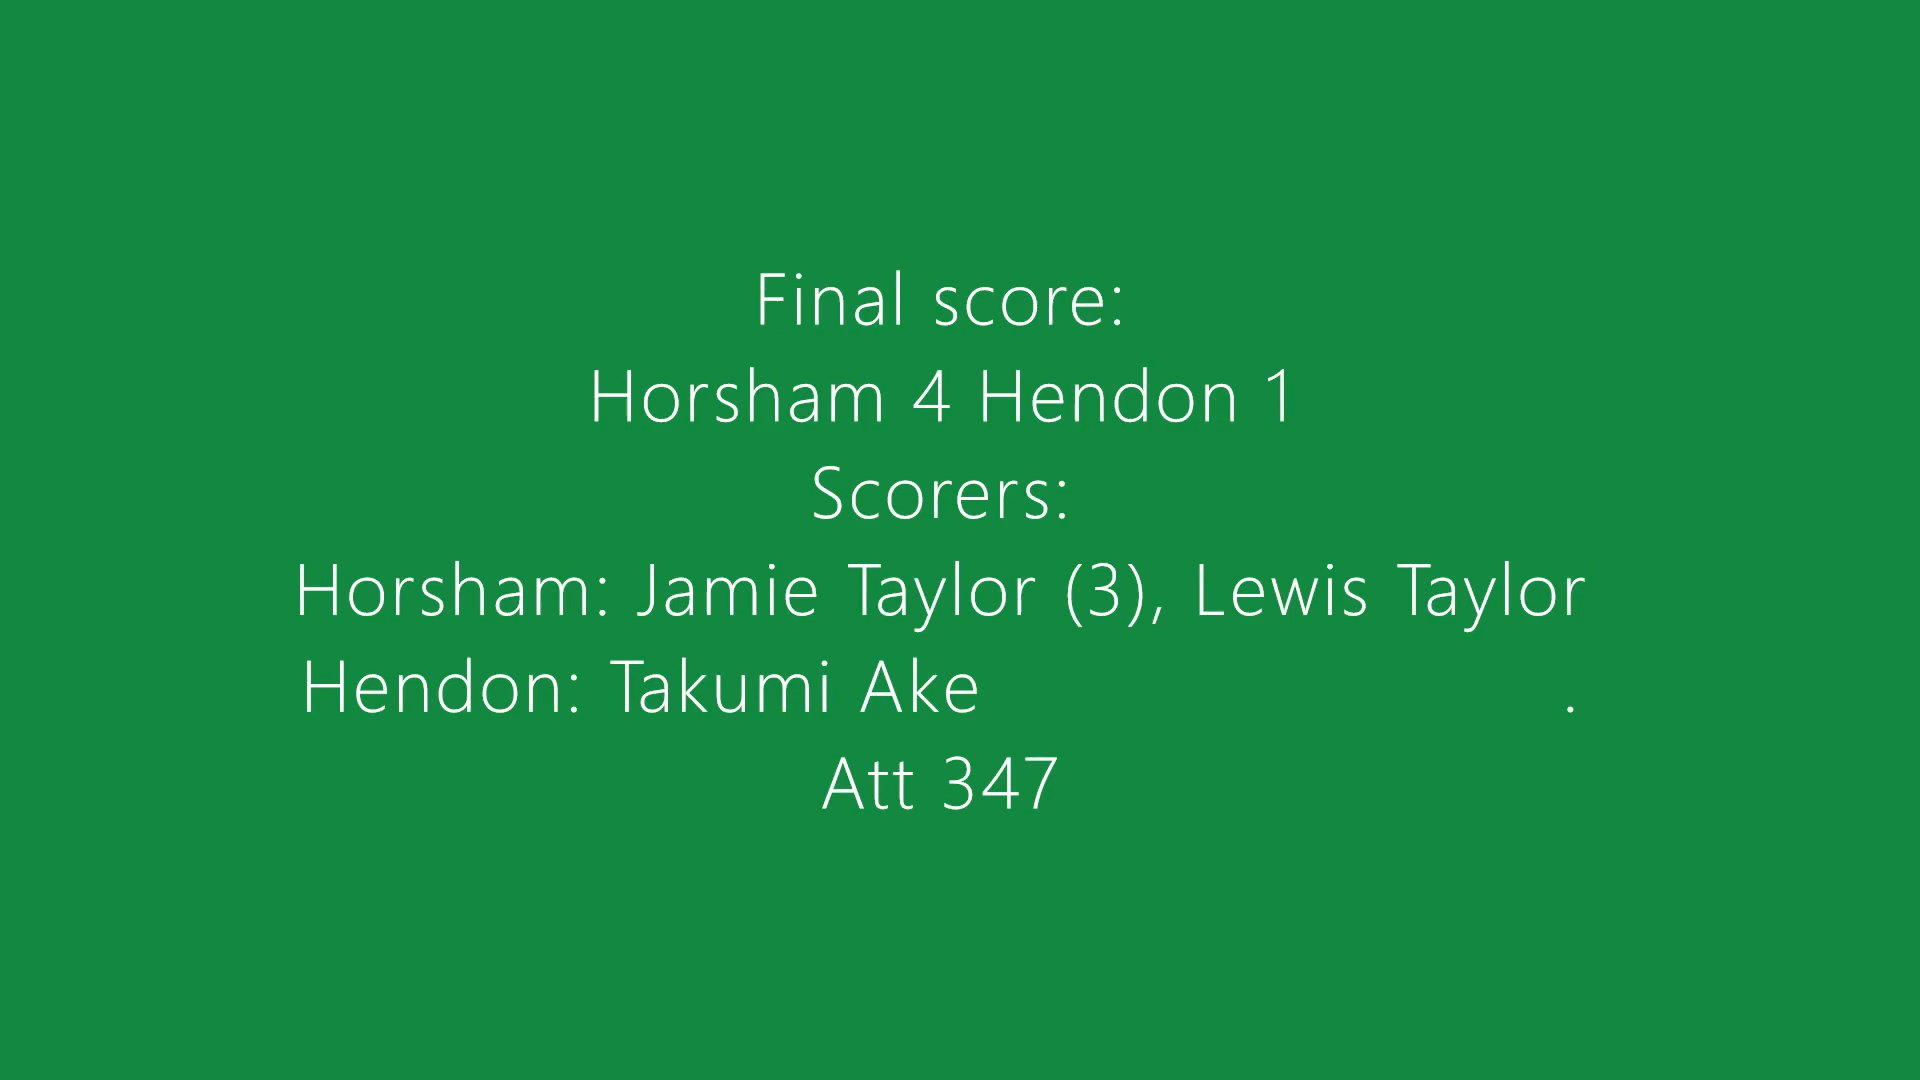 Final score:
Horsham 4 Hendon 1
Scorers:
Horsham: Jamie Taylor (3), Lewis Taylor
Hendon: Takumi Ake .
Att 347